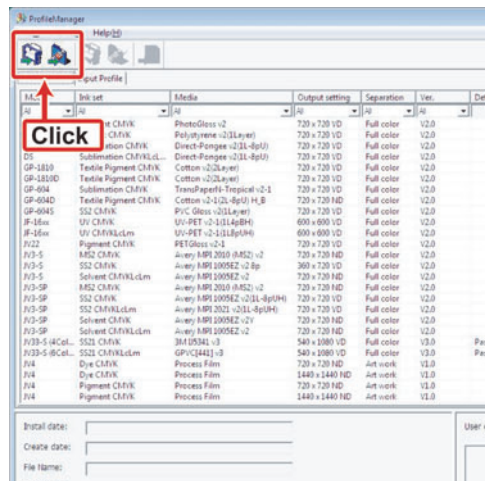 ProfileManager
Help(H)
Input Profile
Ink set Media Output setting Separation Ver.
All All All All All All
Click
CMYK PhotoGloss v2 720 x 720 VD Full color V2.0
CMYK Polystyrene v2(1Layer) 720 x 720 VD Full color V2.0
CMYK Direct-Pongee v2(1L-8pU) 720 x 720 VD Full color V2.0
DS Sublimation CMYKLcL... Direct-Pongee v2(1L-8pU) 720 x 720 VD Full color V2.0
GP-1810 Textile Pigment CMYK Cotton v2(2Layer) 720 x 720 VD Full color V2.0
GP-1810D Textile Pigment CMYK Cotton v2(2Layer) 720 x 720 VD Full color V2.0
GP-604 Sublimation CMYK TransPaperN-Tropical v2-1 720 x 720 VD Full color V2.0
GP-604D Textile Pigment CMYK Cotton v2-1(2L-8pU) H_B 720 x 720 ND Full color V2.0
GP-604S SS2 CMYK PVC Gloss v2(1Layer) 720 x 720 VD Full color V2.0
JF-16xx UV CMYK UV-PET v2-1(1L4pBH) 600 x 600 VD Full color V2.0
JF-16xx UV CMYKLcLm UV-PET v2-1(1L8pUH) 600 x 600 VD Full color V2.0
JV22 Pigment CMYK PETGloss v2-1 720 x 720 VD Full color V2.0
JV3-S MS2 CMYK Avery MPI 2010 (MS2) v2 720 x 720 ND Full color V2.0
JV3-S SS2 CMYK Avery MPI 1005EZ v2 8p 360 x 720 VD Full color V2.0
JV3-S Solvent CMYKLcLm Avery MPI 1005EZ v2 720 x 720 ND Full color V2.0
JV3-SP MS2 CMYK Avery MPI 2010 (MS2) v2 720 x 720 ND Full color V2.0
JV3-SP SS2 CMYK Avery MPI 1005EZ v2(1L-8pUH) 720 x 720 VD Full color V2.0
JV3-SP SS2 CMYKLcLm Avery MPI 2021 v2(1L-8pUH) 720 x 720 VD Full color V2.0
JV3-SP Solvent CMYK Avery MPI 1005EZ v2V 720 x 720 ND Full color V2.0
JV3-SP Solvent CMYKLcLm Avery MPI 1005EZ v2 720 x 720 ND Full color V2.0
JV33-S (4Col... SS21 CMYK 3M IJ5341 v3 540 x 1080 VD Full color V3.0
JV33-S (6Col... SS21 CMYKLcLm GPVC[441] v3 540 x 1080 VD Full color V3.0
JV4 Dye CMYK Process Film 720 x 720 ND Art work V1.0
JV4 Dye CMYK Process Film 1440 x 1440 ND Art work V1.0
JV4 Pigment CMYK Process Film 720 x 720 ND Art work V1.0
JV4 Pigment CMYK Process Film 1440 x 1440 ND Art work V1.0
Install date:
User
Create date:
File Name: